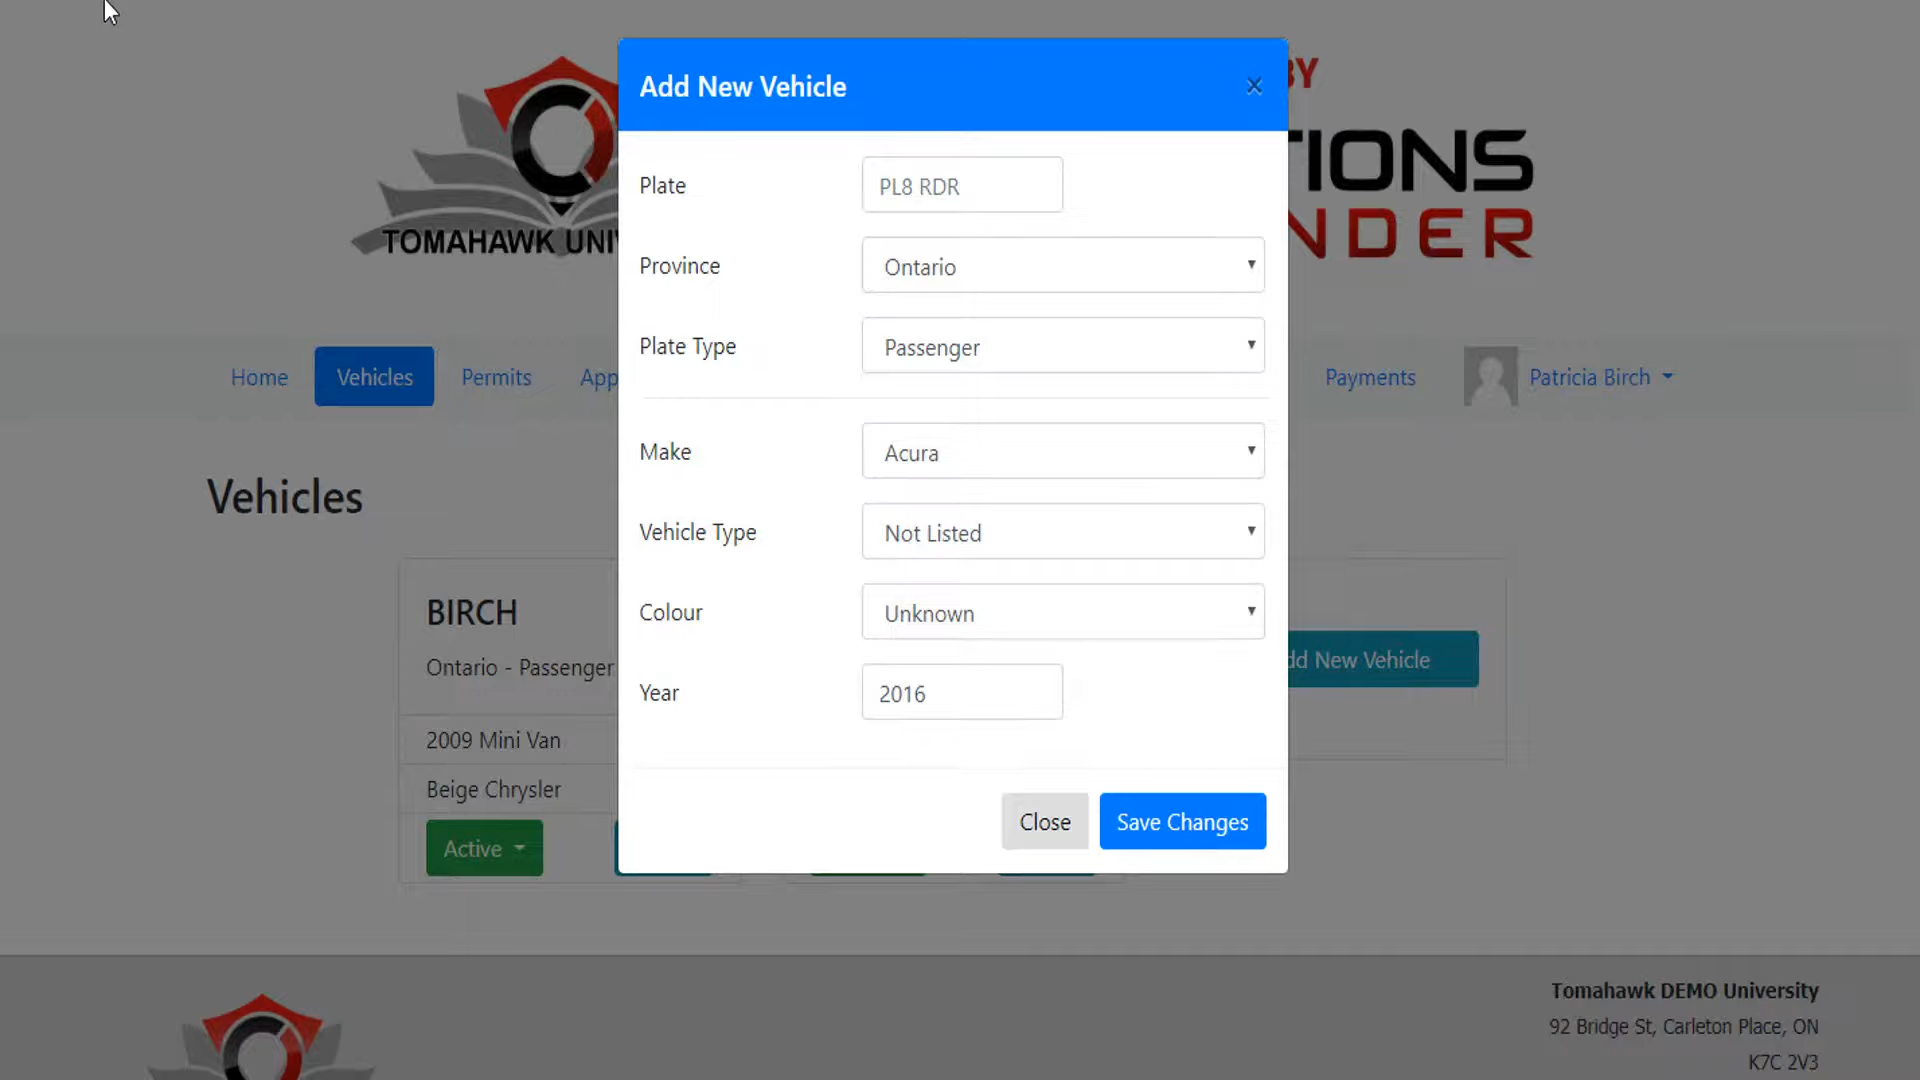 Add New Vehicle
×
BY
TIONS
NDER
TOMAHAWK UNIV
Plate
PL8 RDR
Province
Ontario
Plate Type
Passenger
Home
Vehicles
Permits
App
Payments
Patricia Birch
Make
Acura
Vehicles
Vehicle Type
Not Listed
Colour
Unknown
BIRCH
Ontario - Passenger
dd New Vehicle
Year
2016
2009 Mini Van
Beige Chrysler
Active
Close
Save Changes
Tomahawk DEMO University
92 Bridge St, Carleton Place, ON
K7C 2V3